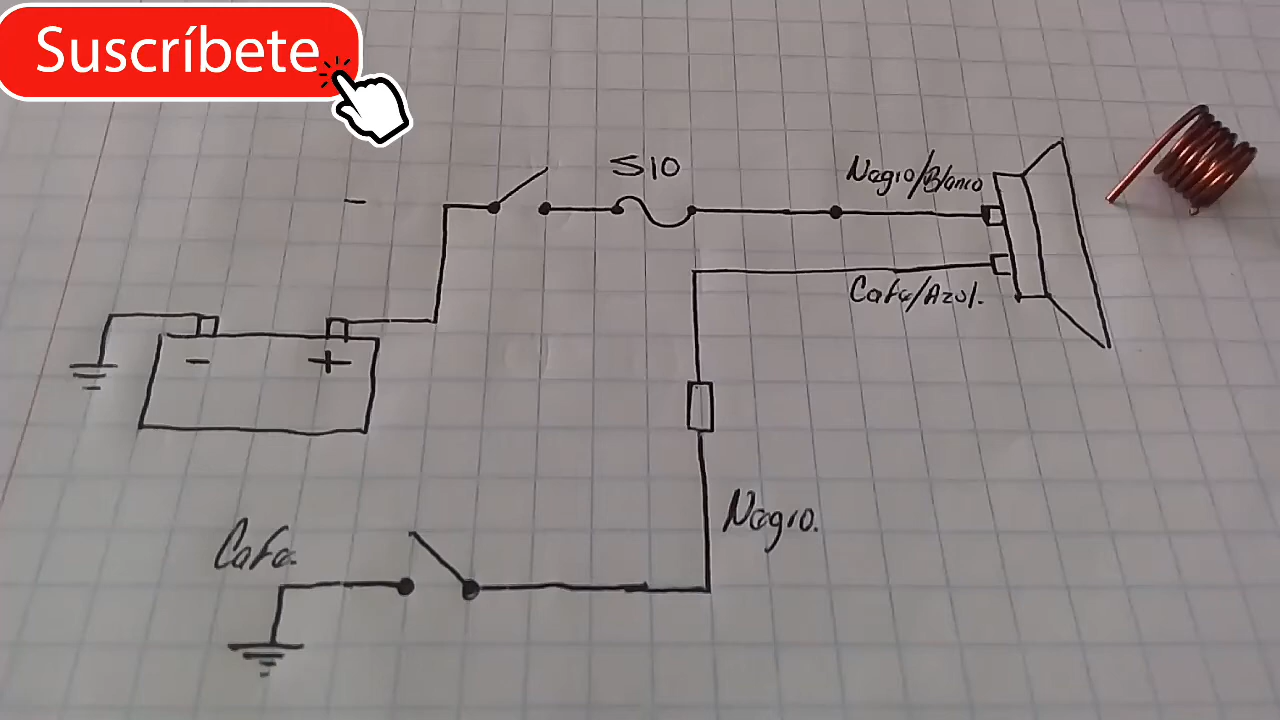 Suscríbete
S10
Negro/Blanco
Cafe/Azul.
- +
Negro.
Cafe.